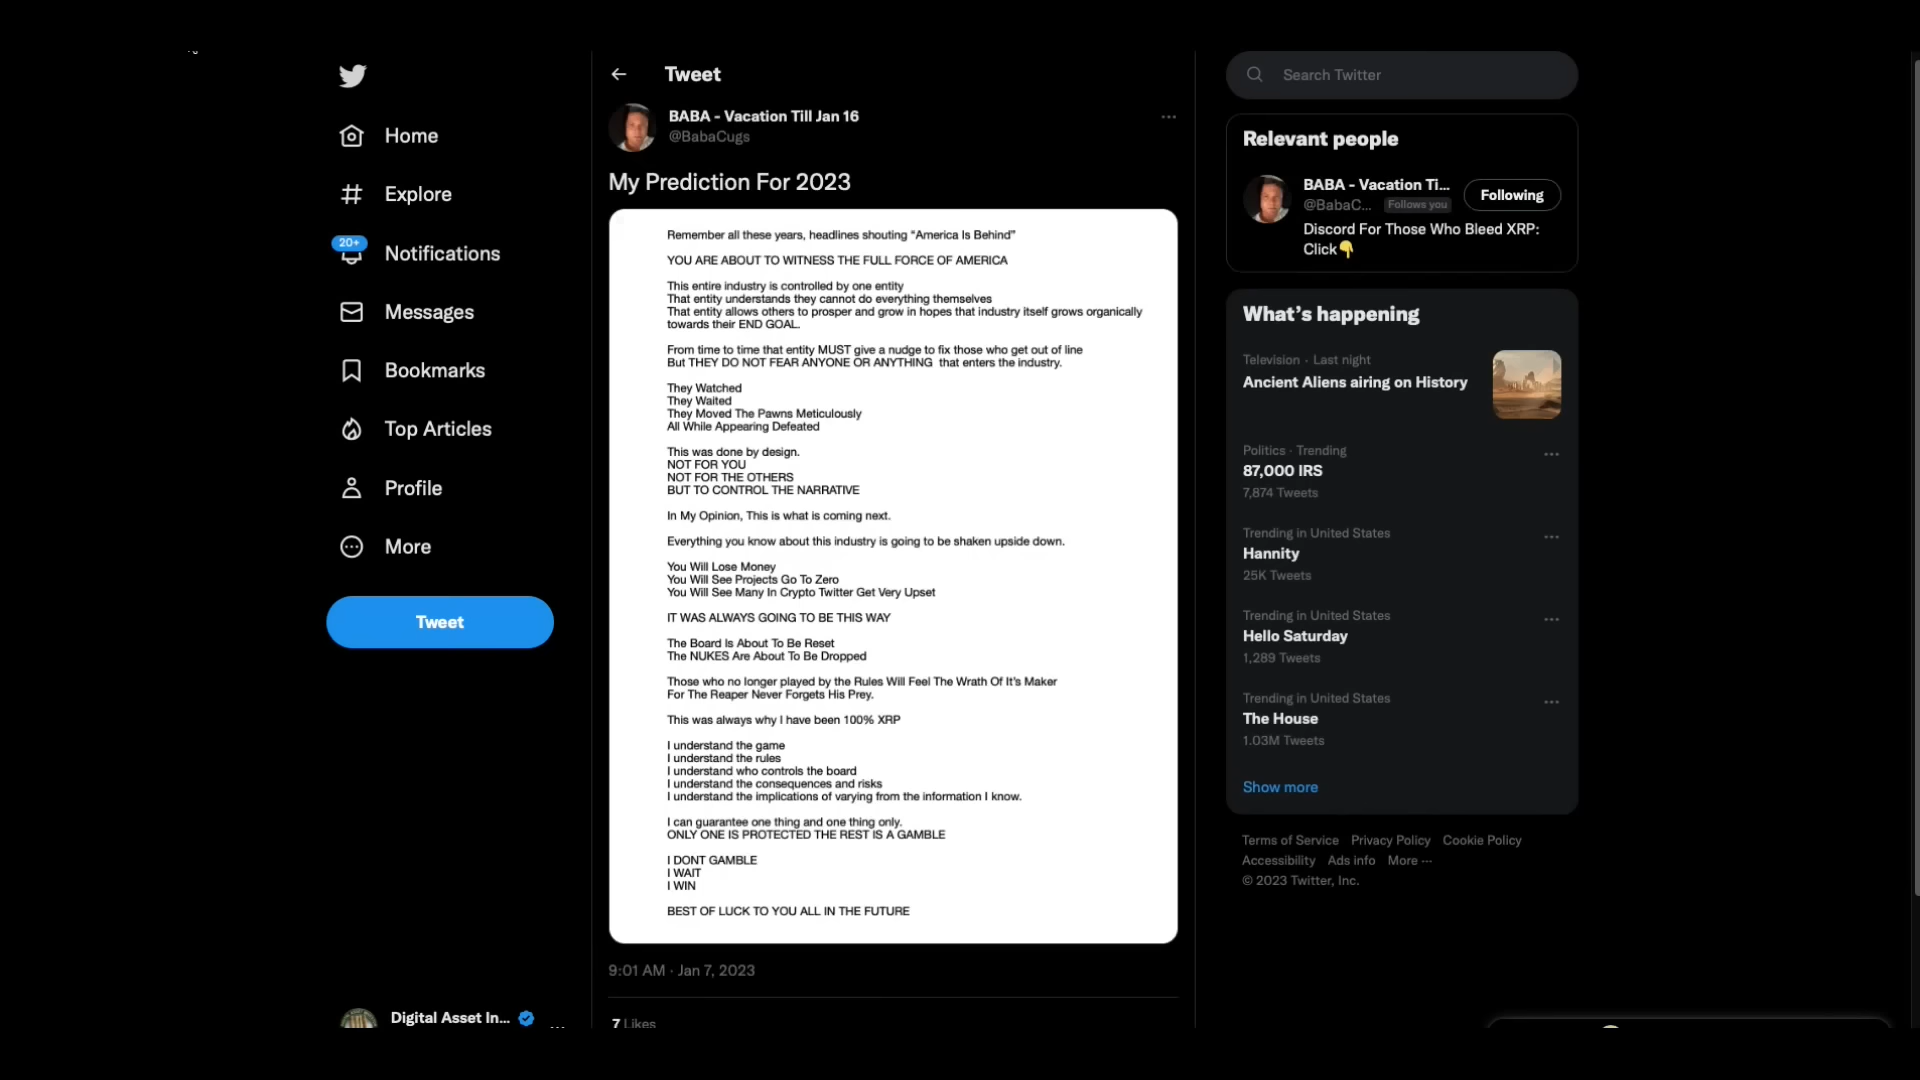 Home
Explore
20+
Notifications
Messages
Bookmarks
Top Articles
Profile
More
Tweet
Digital Asset In...
Tweet
BABA - Vacation Till Jan 16
@BabaCugs
My Prediction For 2023
Remember all these years, headlines shouting “America Is Behind”
YOU ARE ABOUT TO WITNESS THE FULL FORCE OF AMERICA
This entire industry is controlled by one entity
That entity understands they cannot do everything themselves
That entity allows others to prosper and grow in hopes that industry itself grows organically
towards their END GOAL.
From time to time that entity MUST give a nudge to fix those who get out of line
But THEY DO NOT FEAR ANYONE OR ANYTHING that enters the industry.
They Watched
They Waited
They Moved The Pawns Meticulously
All While Appearing Defeated
This was done by design.
NOT FOR YOU
NOT FOR THE OTHERS
BUT TO CONTROL THE NARRATIVE
In My Opinion, This is what is coming next.
Everything you know about this industry is going to be shaken upside down.
You Will Lose Money
You Will See Projects Go To Zero
You Will See Many In Crypto Twitter Get Very Upset
IT WAS ALWAYS GOING TO BE THIS WAY
The Board Is About To Be Reset
The NUKES Are About To Be Dropped
Those who no longer played by the Rules Will Feel The Wrath Of It's Maker
For The Reaper Never Forgets His Prey.
This was always why I have been 100% XRP
I understand the game
I understand the rules
I understand who controls the board
I understand the consequences and risks
I understand the implications of varying from the information I know.
I can guarantee one thing and one thing only.
ONLY ONE IS PROTECTED THE REST IS A GAMBLE
I DONT GAMBLE
I WAIT
I WIN
BEST OF LUCK TO YOU ALL IN THE FUTURE
9:01 AM · Jan 7, 2023
7 Likes
Search Twitter
Relevant people
BABA - Vacation Ti...
@BabaC... Follows you
Following
Discord For Those Who Bleed XRP:
Click👇
What's happening
Television · Last night
Ancient Aliens airing on History
Politics · Trending
87,000 IRS
7,874 Tweets
Trending in United States
Hannity
25K Tweets
Trending in United States
Hello Saturday
1,289 Tweets
Trending in United States
The House
1.03M Tweets
Show more
Terms of Service Privacy Policy Cookie Policy
Accessibility Ads info More ···
© 2023 Twitter, Inc.